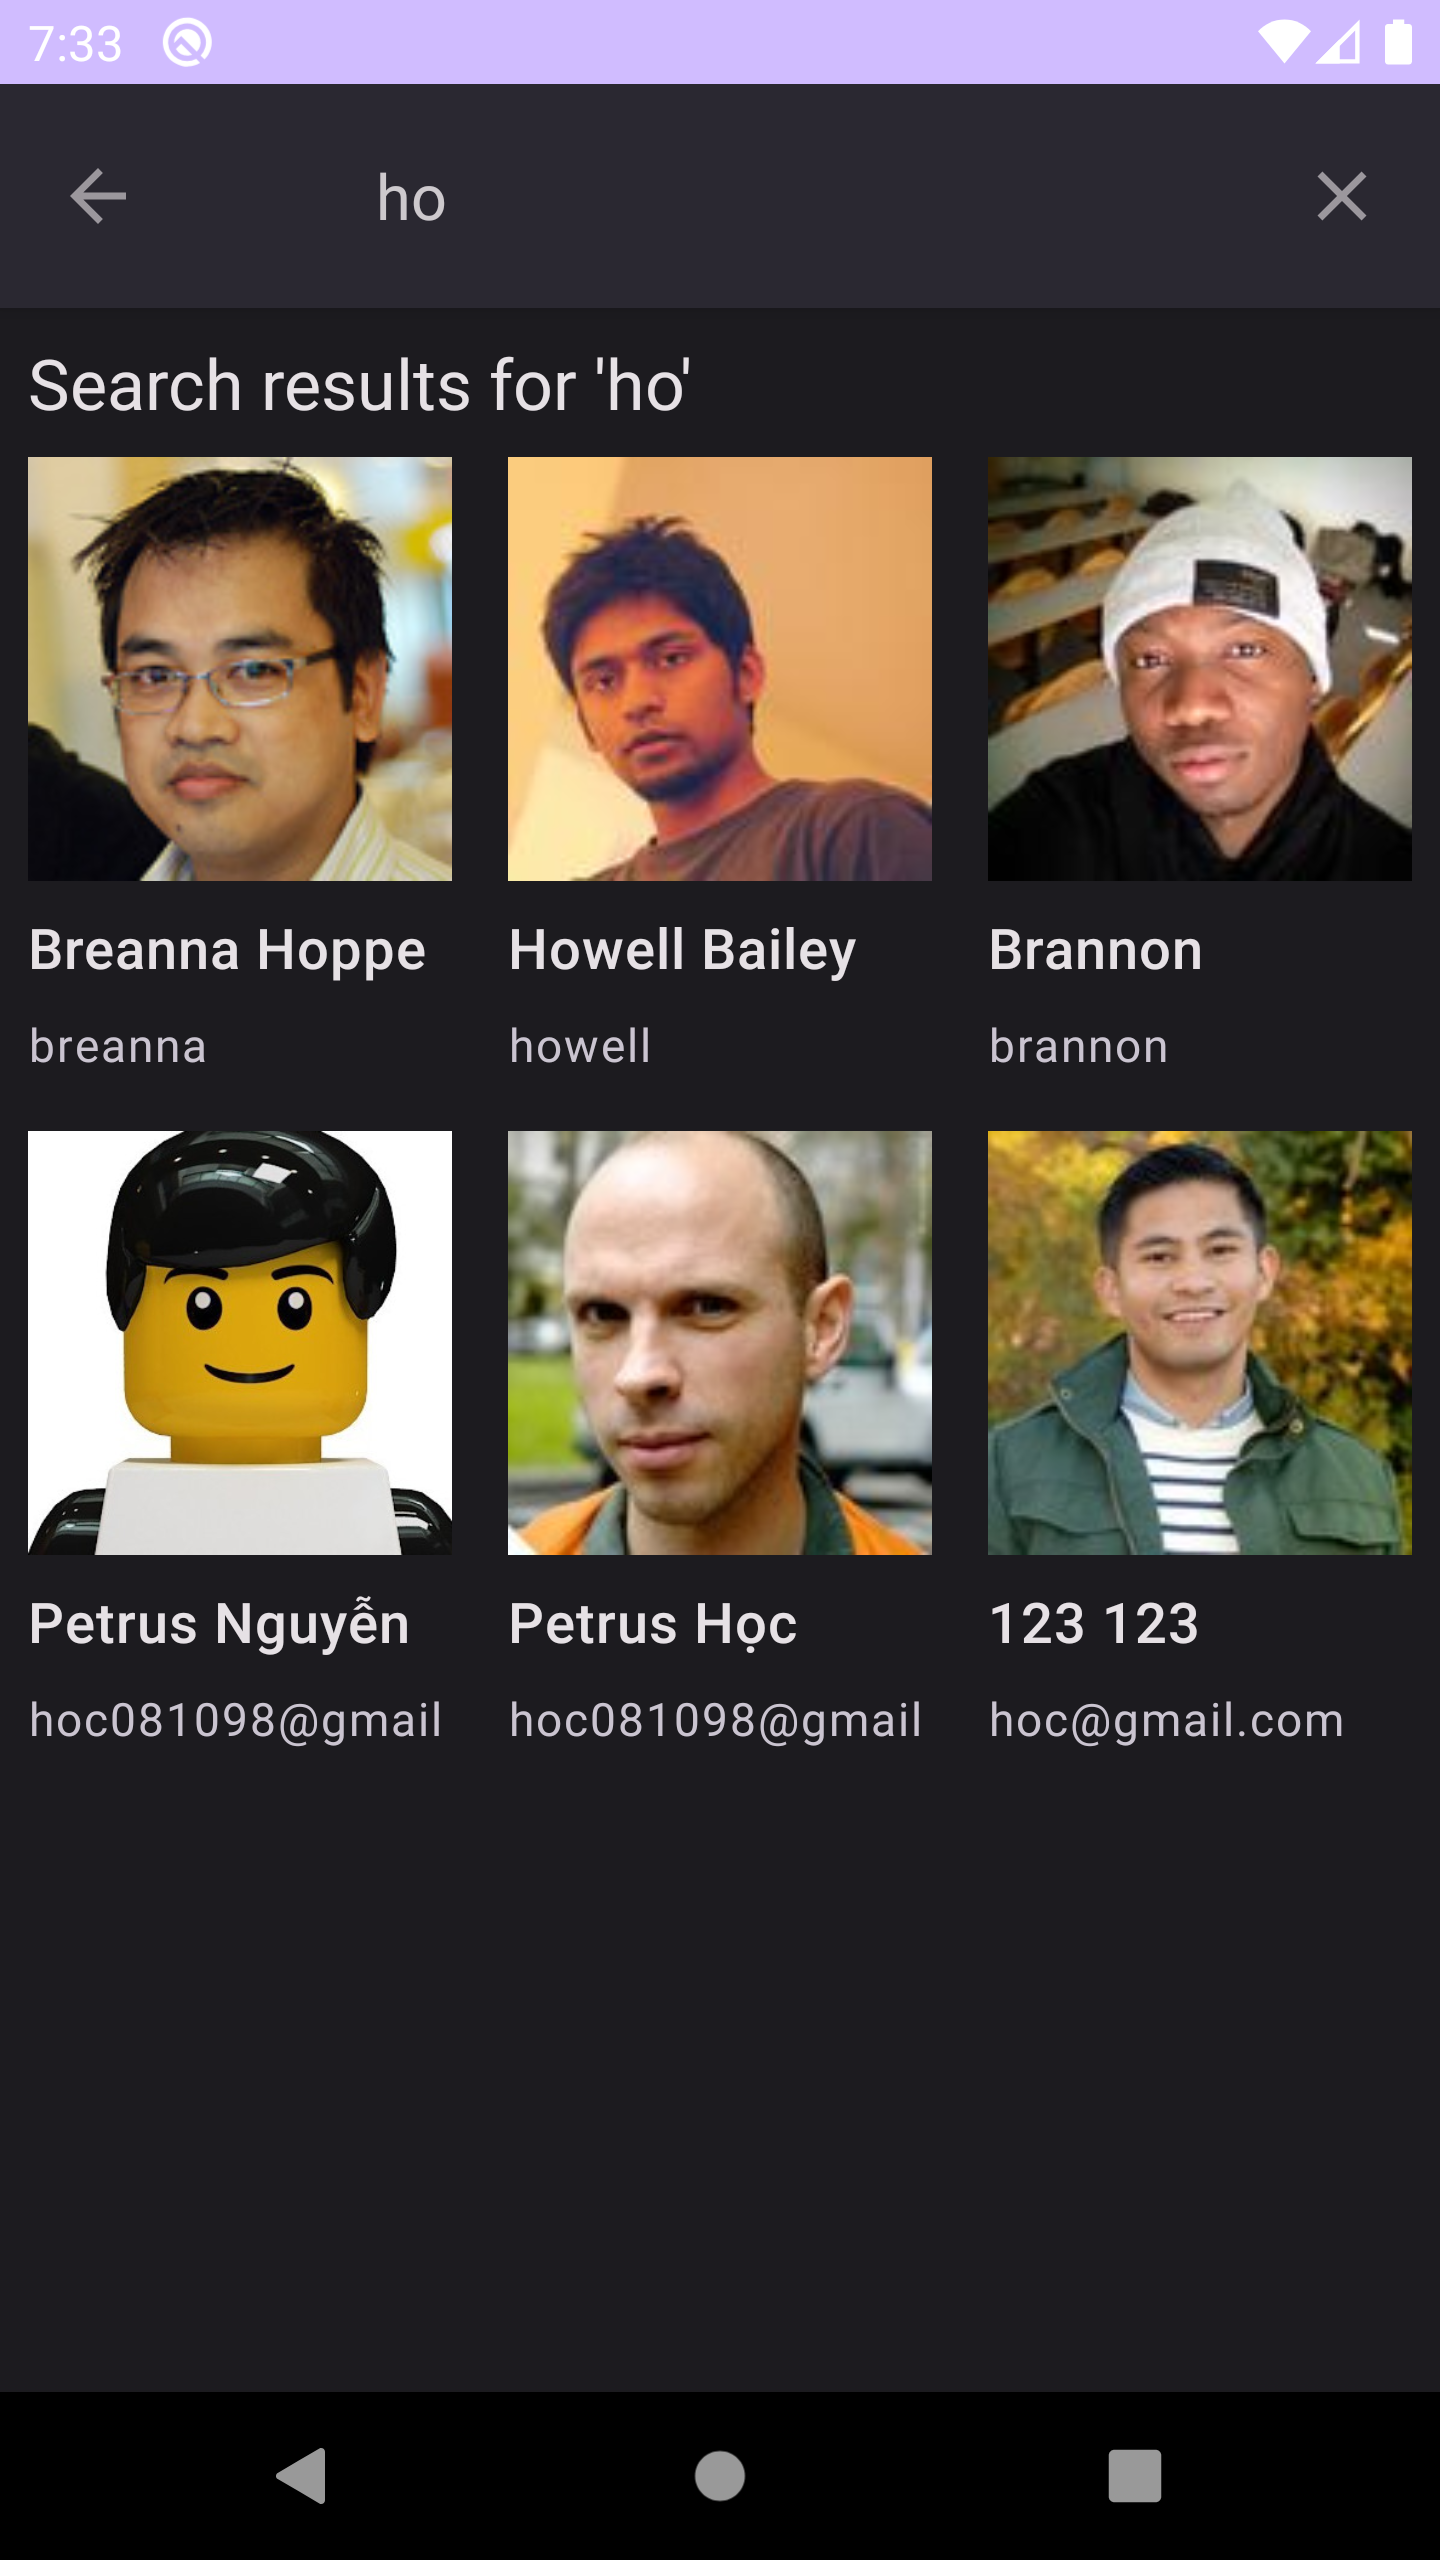 7:33
ho
Search results for 'ho'
Breanna Hoppe
Howell Bailey
Brannon
breanna
howell
brannon
Petrus Nguyễn
Petrus Học
123 123
hoc081098@gmail
hoc081098@gmail
hoc@gmail.com